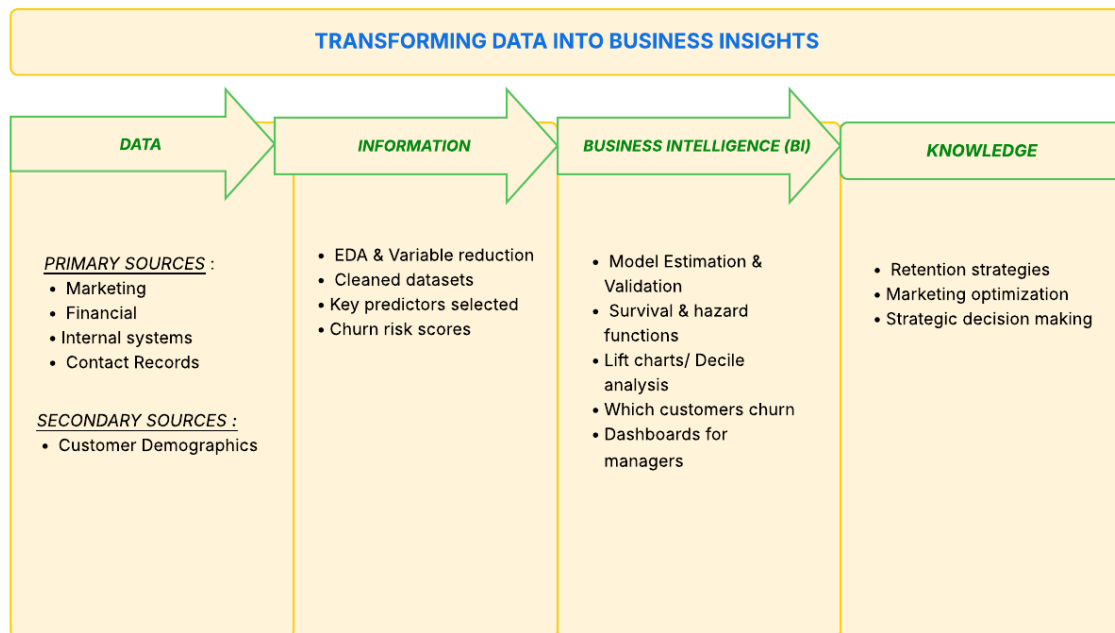 TRANSFORMING DATA INTO BUSINESS INSIGHTS
DATA
PRIMARY SOURCES :
• Marketing
• Financial
• Internal systems
• Contact Records
SECONDARY SOURCES :
• Customer Demographics
INFORMATION
• EDA & Variable reduction
• Cleaned datasets
• Key predictors selected
• Churn risk scores
BUSINESS INTELLIGENCE (BI)
• Model Estimation &
Validation
• Survival & hazard
functions
• Lift charts/ Decile
analysis
• Which customers churn
• Dashboards for
managers
KNOWLEDGE
• Retention strategies
• Marketing optimization
• Strategic decision making